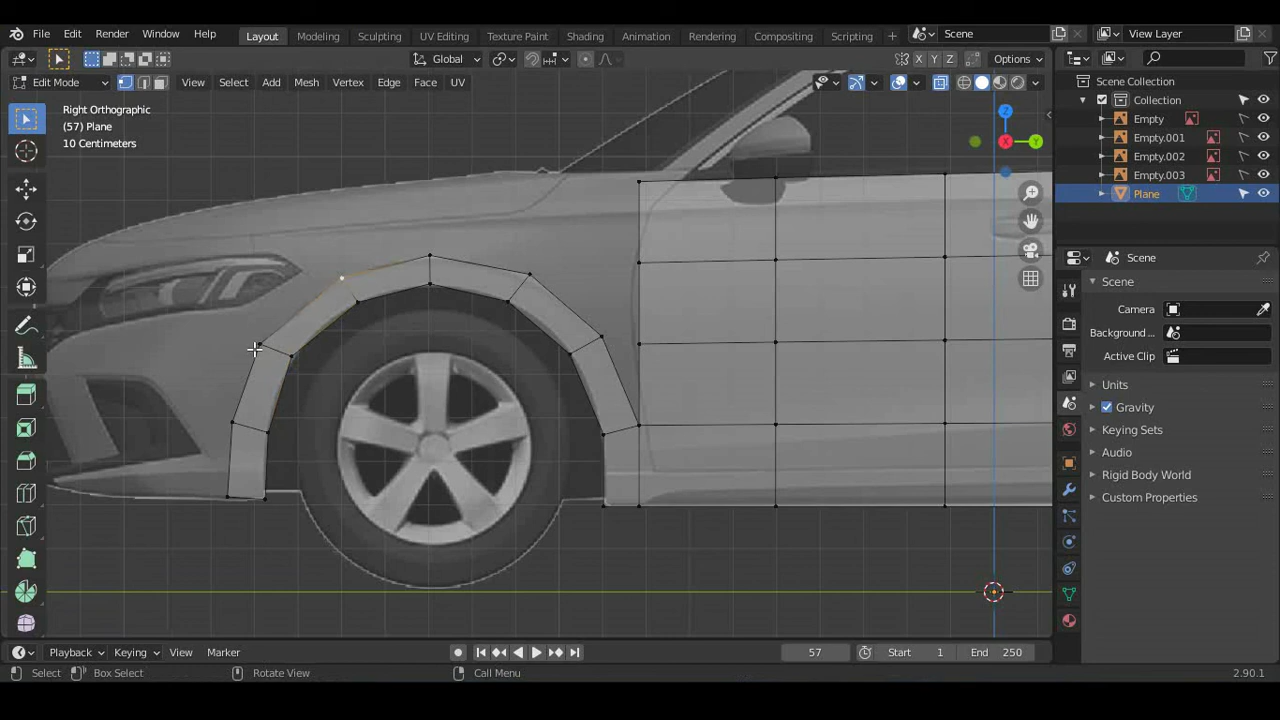 File Edit Render Window Help Layout Modeling Sculpting UV Editing Texture Paint Shading Animation Rendering Compositing Scripting + Scene View Layer
Global X Y Z Options
Edit Mode View Select Add Mesh Vertex Edge Face UV
Right Orthographic
(57) Plane
10 Centimeters
Z
X
Y
Scene Collection
Collection
Empty
Empty.001
Empty.002
Empty.003
Plane
Scene
Scene
Camera
Background ...
Active Clip
Units
Gravity
Keying Sets
Audio
Rigid Body World
Custom Properties
Playback Keying View Marker 57 Start 1 End 250
Select Box Select Rotate View Call Menu 2.90.1